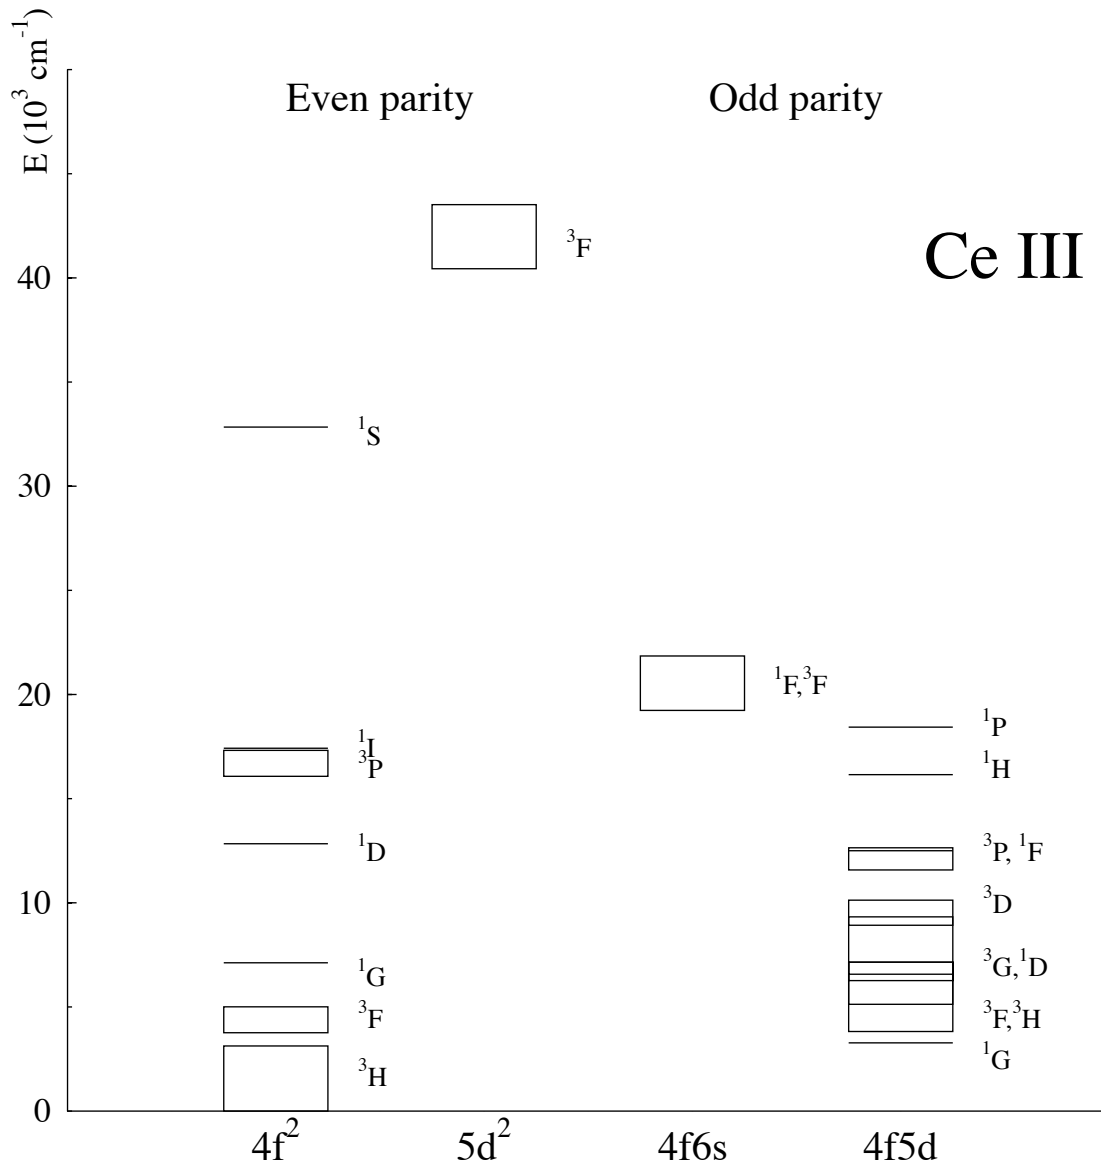 E (10³ cm⁻¹)
Even parity
Odd parity
Ce III
40
30
20
10
0
³F
¹S
¹I
³P
¹D
¹G
³F
³H
¹F,³F
¹P
¹H
³P, ¹F
³D
³G,¹D
³F,³H
¹G
4f²
5d²
4f6s
4f5d